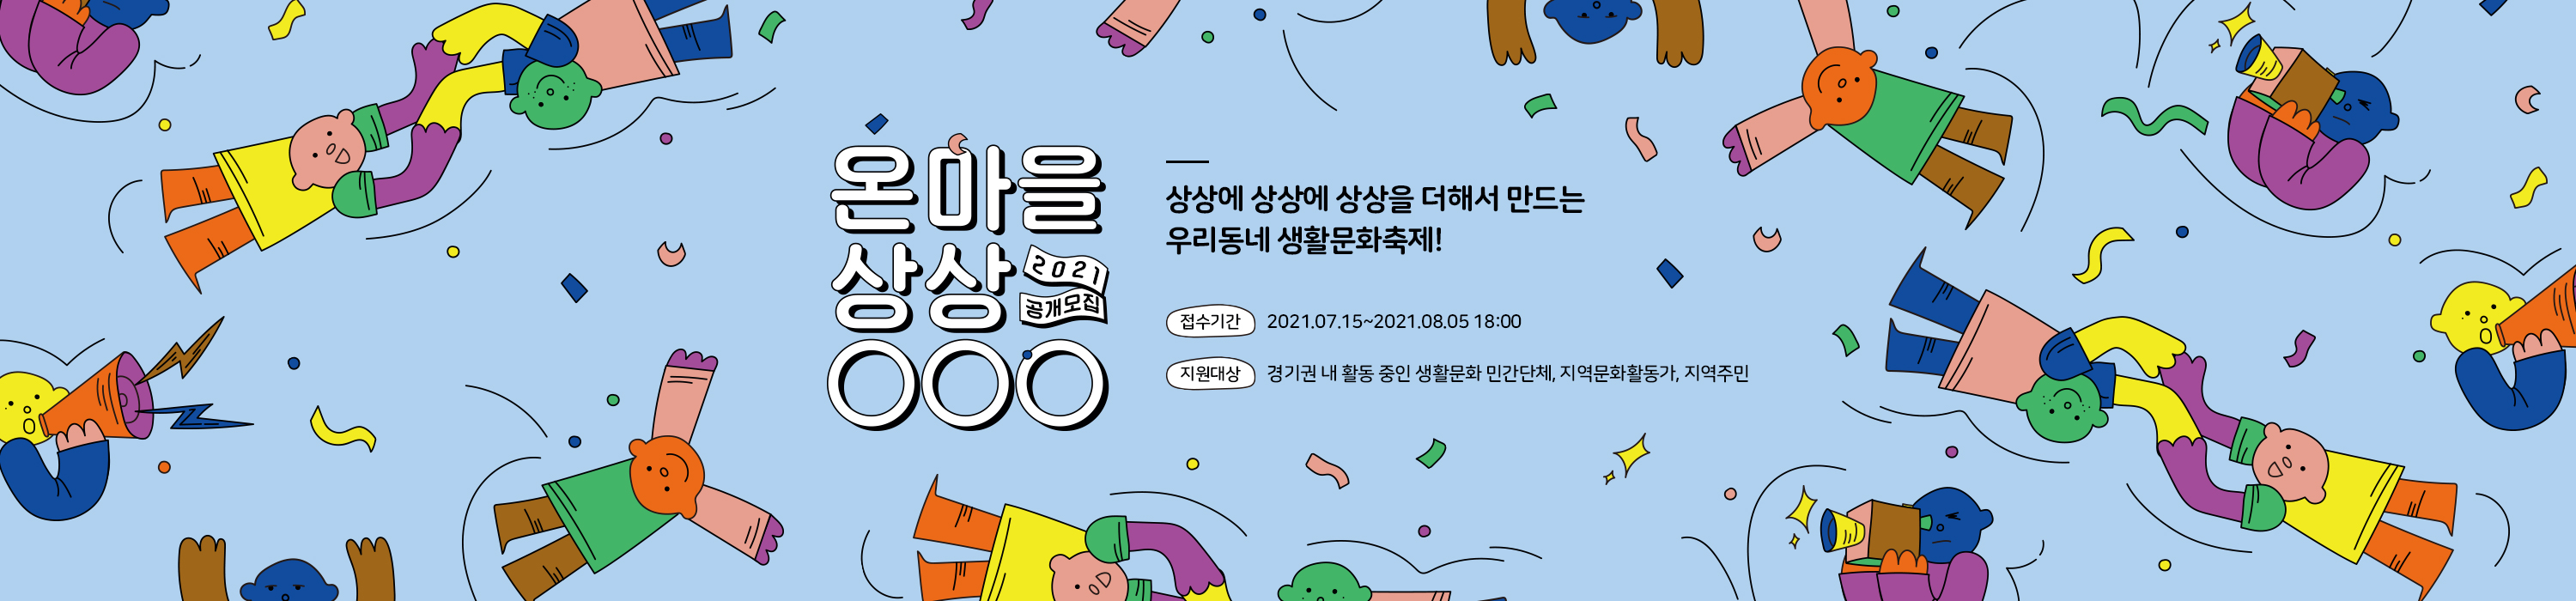 온마을
상상
2021
공개모집
OOO
상상에 상상에 상상을 더해서 만드는
우리동네 생활문화축제!
접수기간 2021.07.15~2021.08.05 18:00
지원대상 경기권 내 활동 중인 생활문화 민간단체, 지역문화활동가, 지역주민